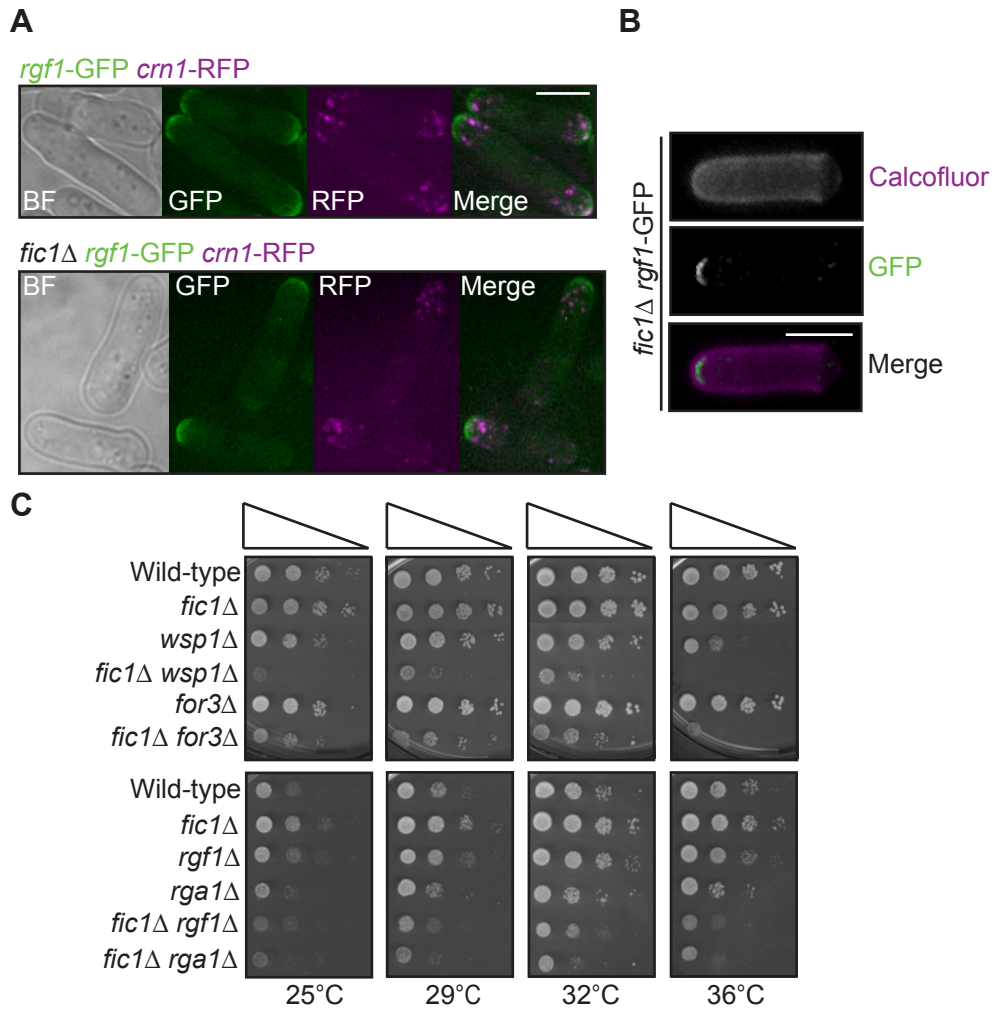 A
rgf1-GFP crn1-RFP
BF GFP RFP Merge
fic1Δ rgf1-GFP crn1-RFP
BF GFP RFP Merge
B
fic1Δ rgf1-GFP
Calcofluor
GFP
Merge
C
Wild-type
fic1Δ
wsp1Δ
fic1Δ wsp1Δ
for3Δ
fic1Δ for3Δ
Wild-type
fic1Δ
rgf1Δ
rga1Δ
fic1Δ rgf1Δ
fic1Δ rga1Δ
25°C 29°C 32°C 36°C